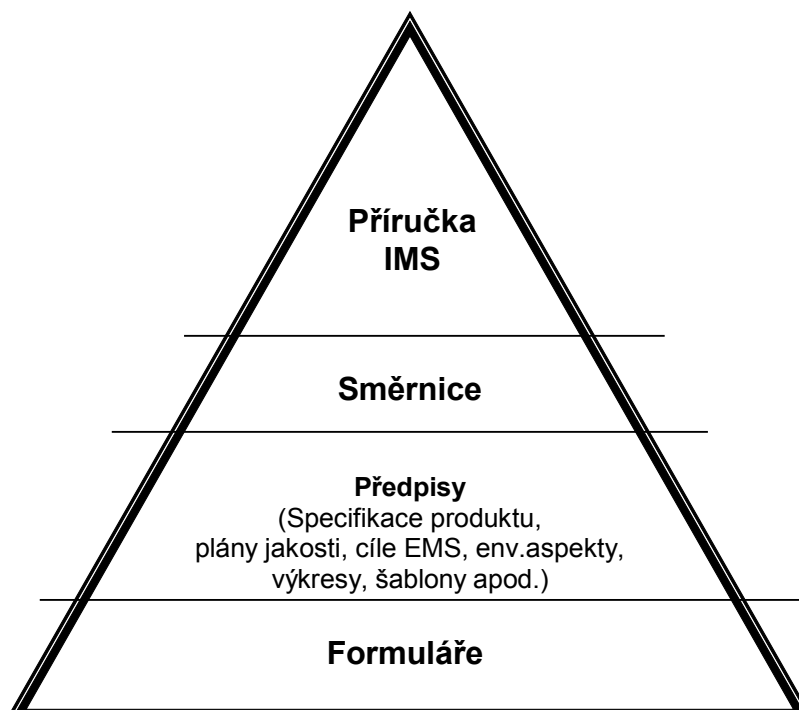 Příručka
IMS
Směrnice
Předpisy
(Specifikace produktu,
plány jakosti, cíle EMS, env.aspekty,
výkresy, šablony apod.)
Formuláře